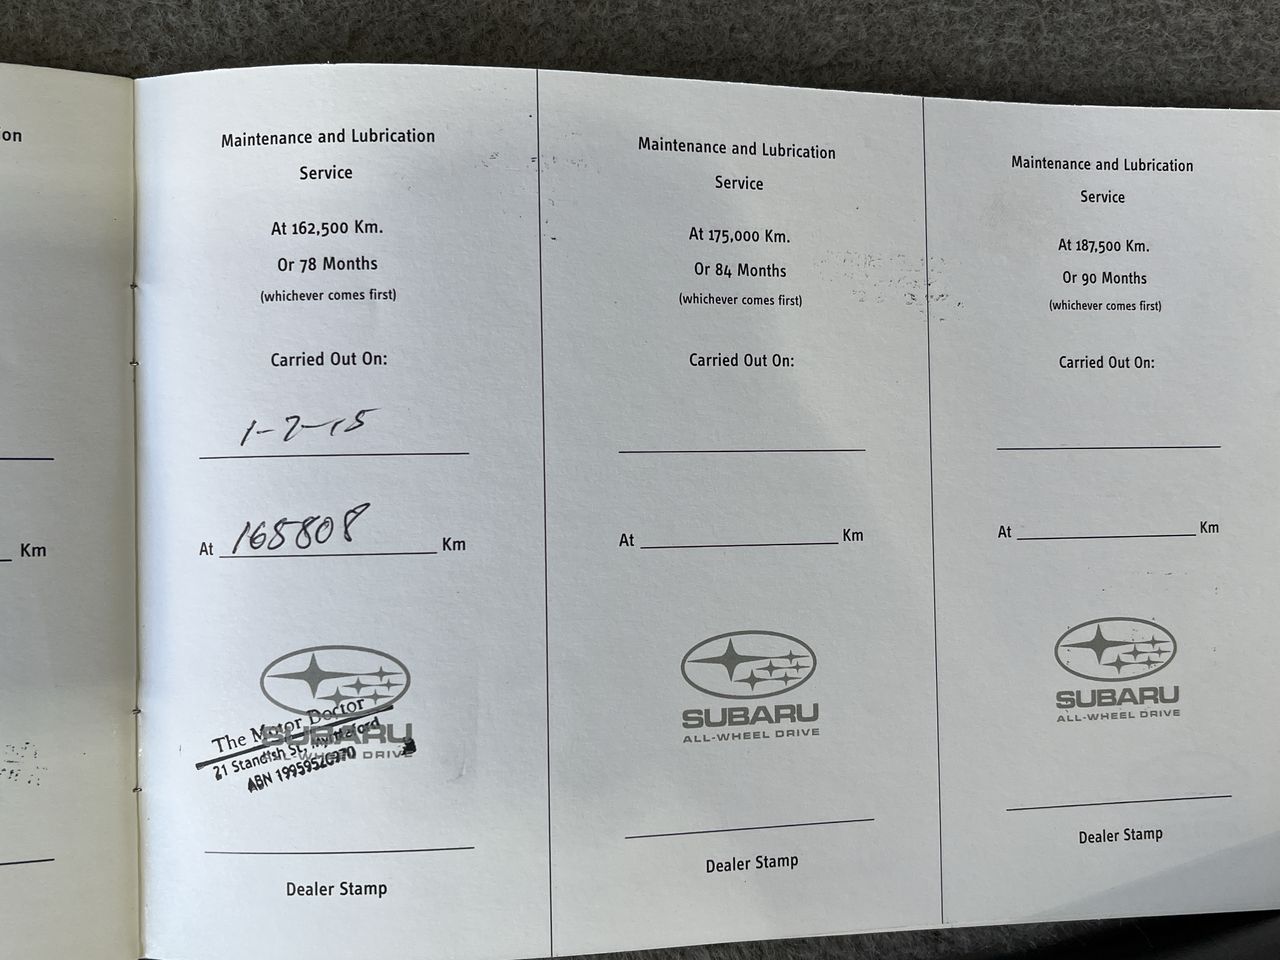 on
Km
Maintenance and Lubrication
Service
At 162,500 Km.
Or 78 Months
(whichever comes first)
Carried Out On:
1-2-15
At 165808 Km
SUBARU
ALL-WHEEL DRIVE
The Motor Doctor
21 Standish St, Myrtleford
ABN
Dealer Stamp
Maintenance and Lubrication
Service
At 175,000 Km.
Or 84 Months
(whichever comes first)
Carried Out On:
At Km
SUBARU
ALL-WHEEL DRIVE
Dealer Stamp
Maintenance and Lubrication
Service
At 187,500 Km.
Or 90 Months
(whichever comes first)
Carried Out On:
At Km
SUBARU
ALL-WHEEL DRIVE
Dealer Stamp